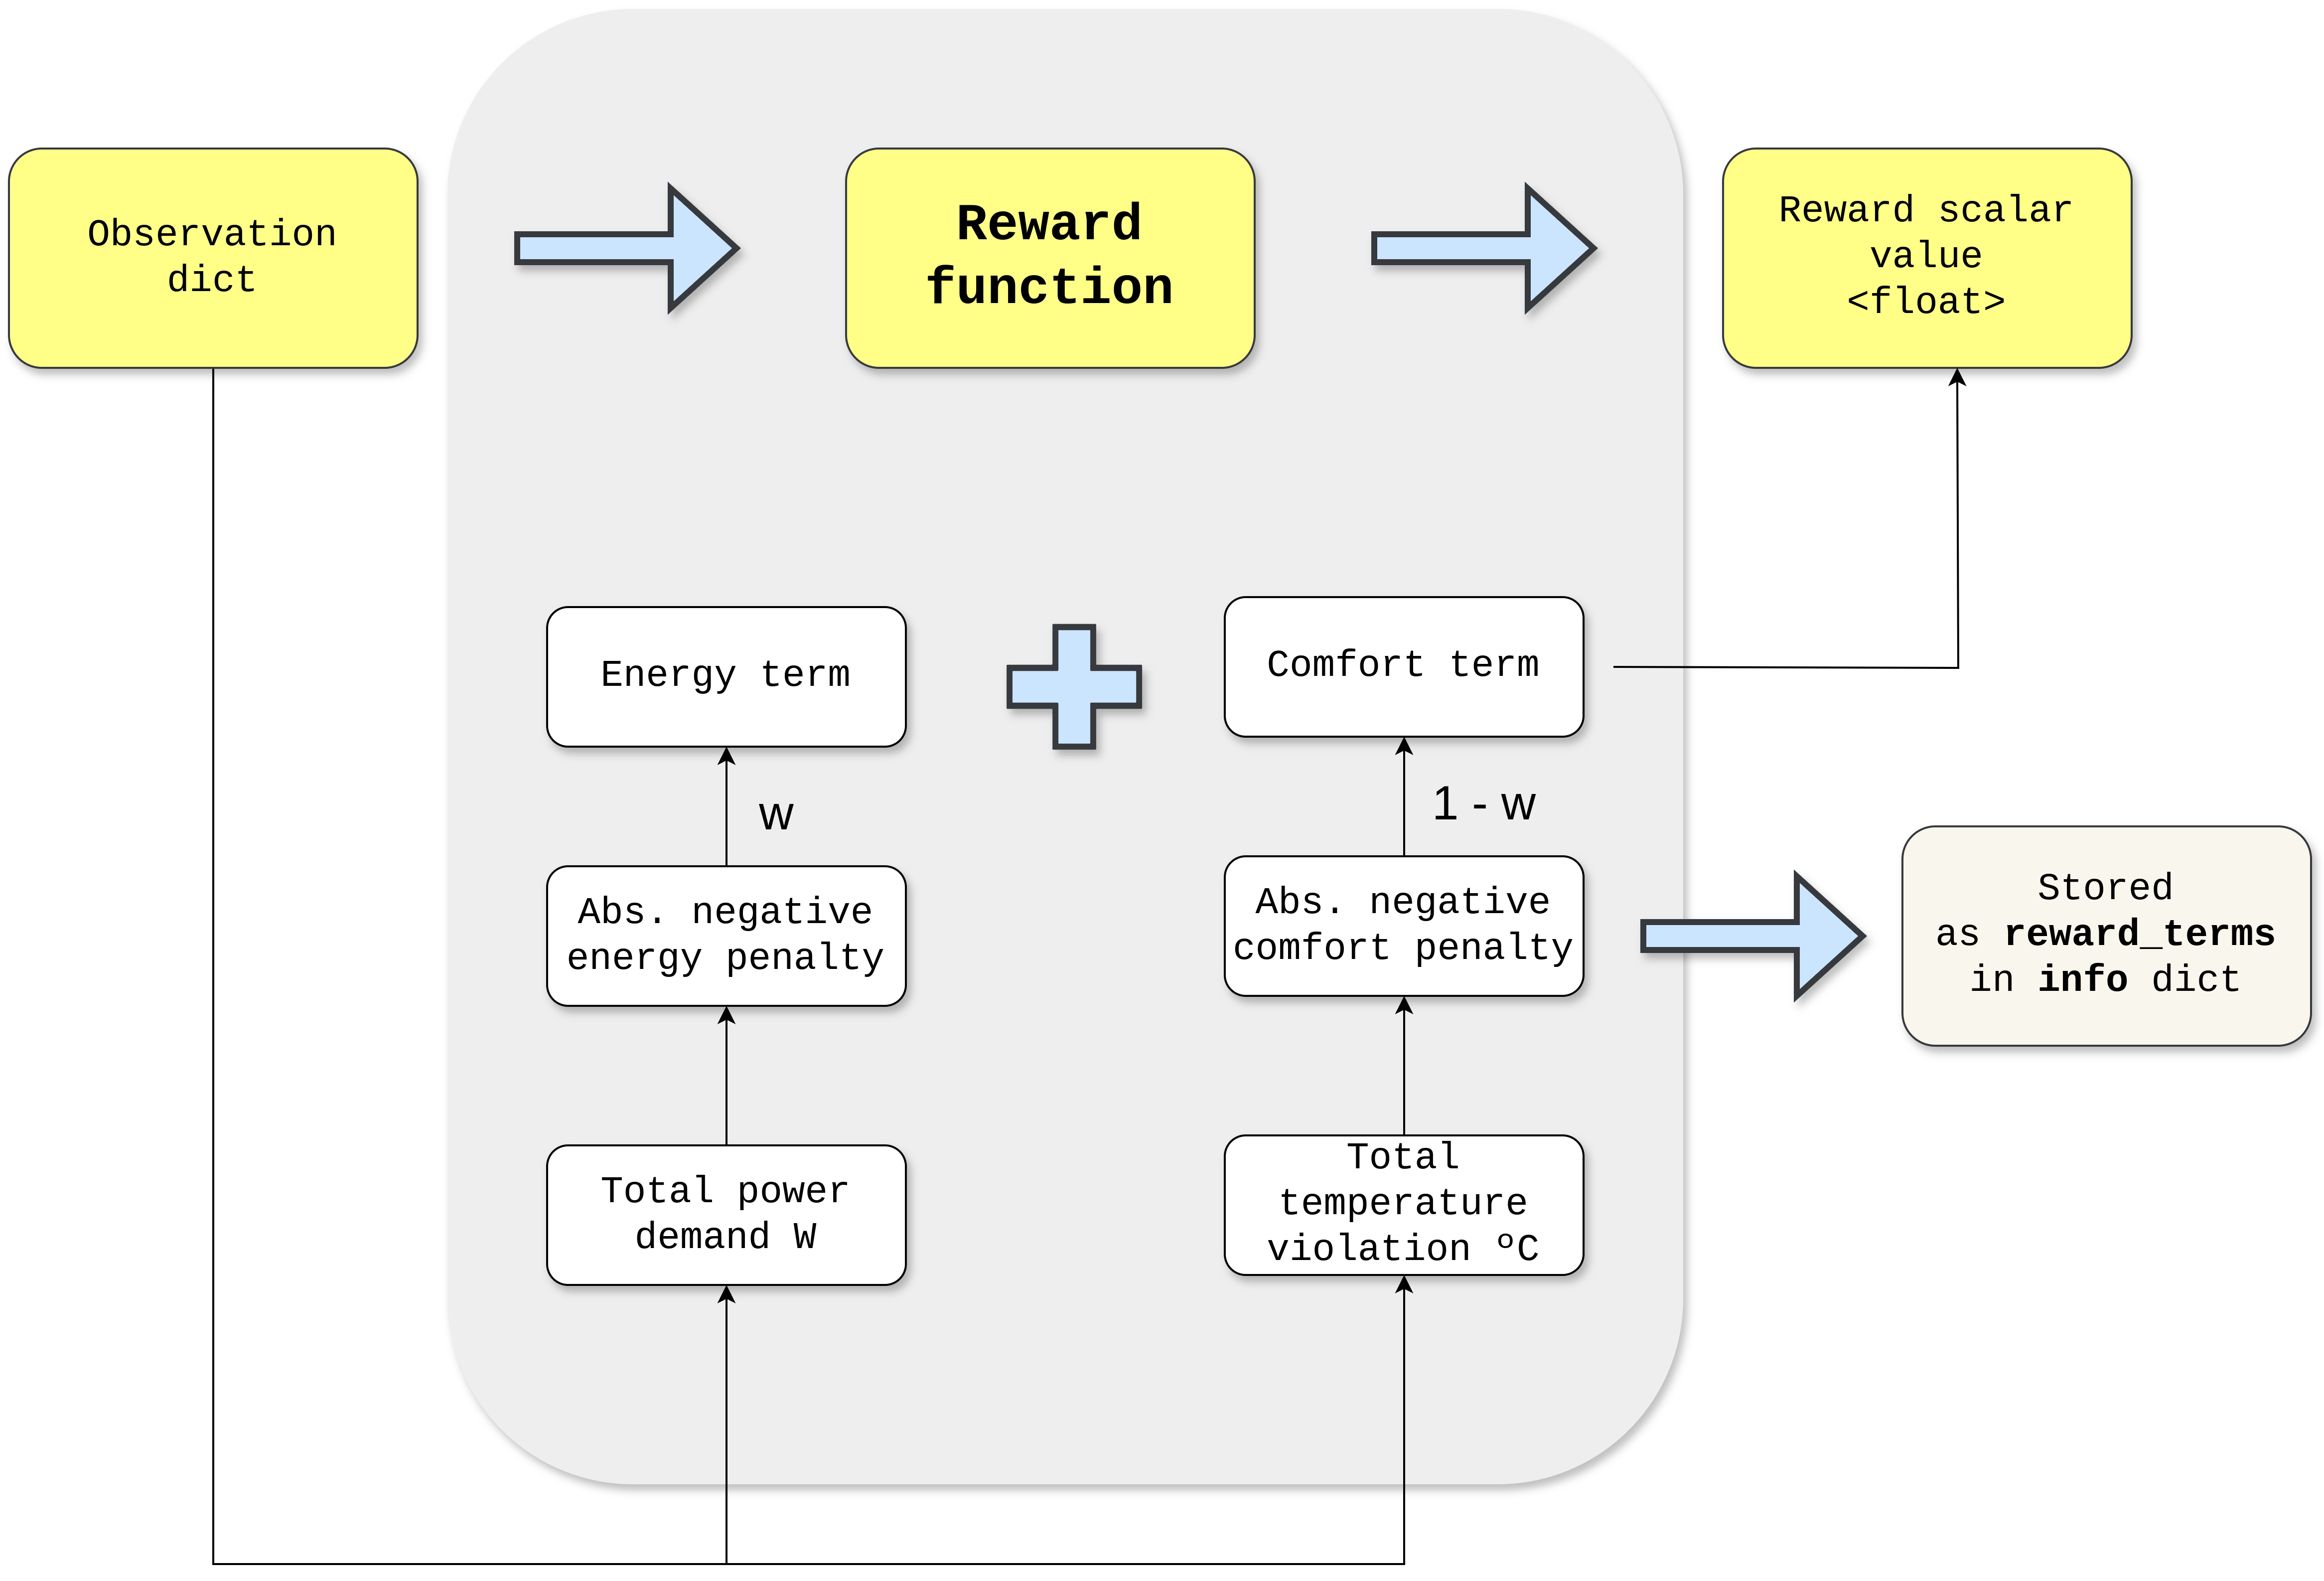 Observation
dict
Reward
function
Reward scalar
value
<float>
Energy term
Comfort term
w
1 - w
Abs. negative
energy penalty
Abs. negative
comfort penalty
Stored
as reward_terms
in info dict
Total power
demand W
Total
temperature
violation ºC